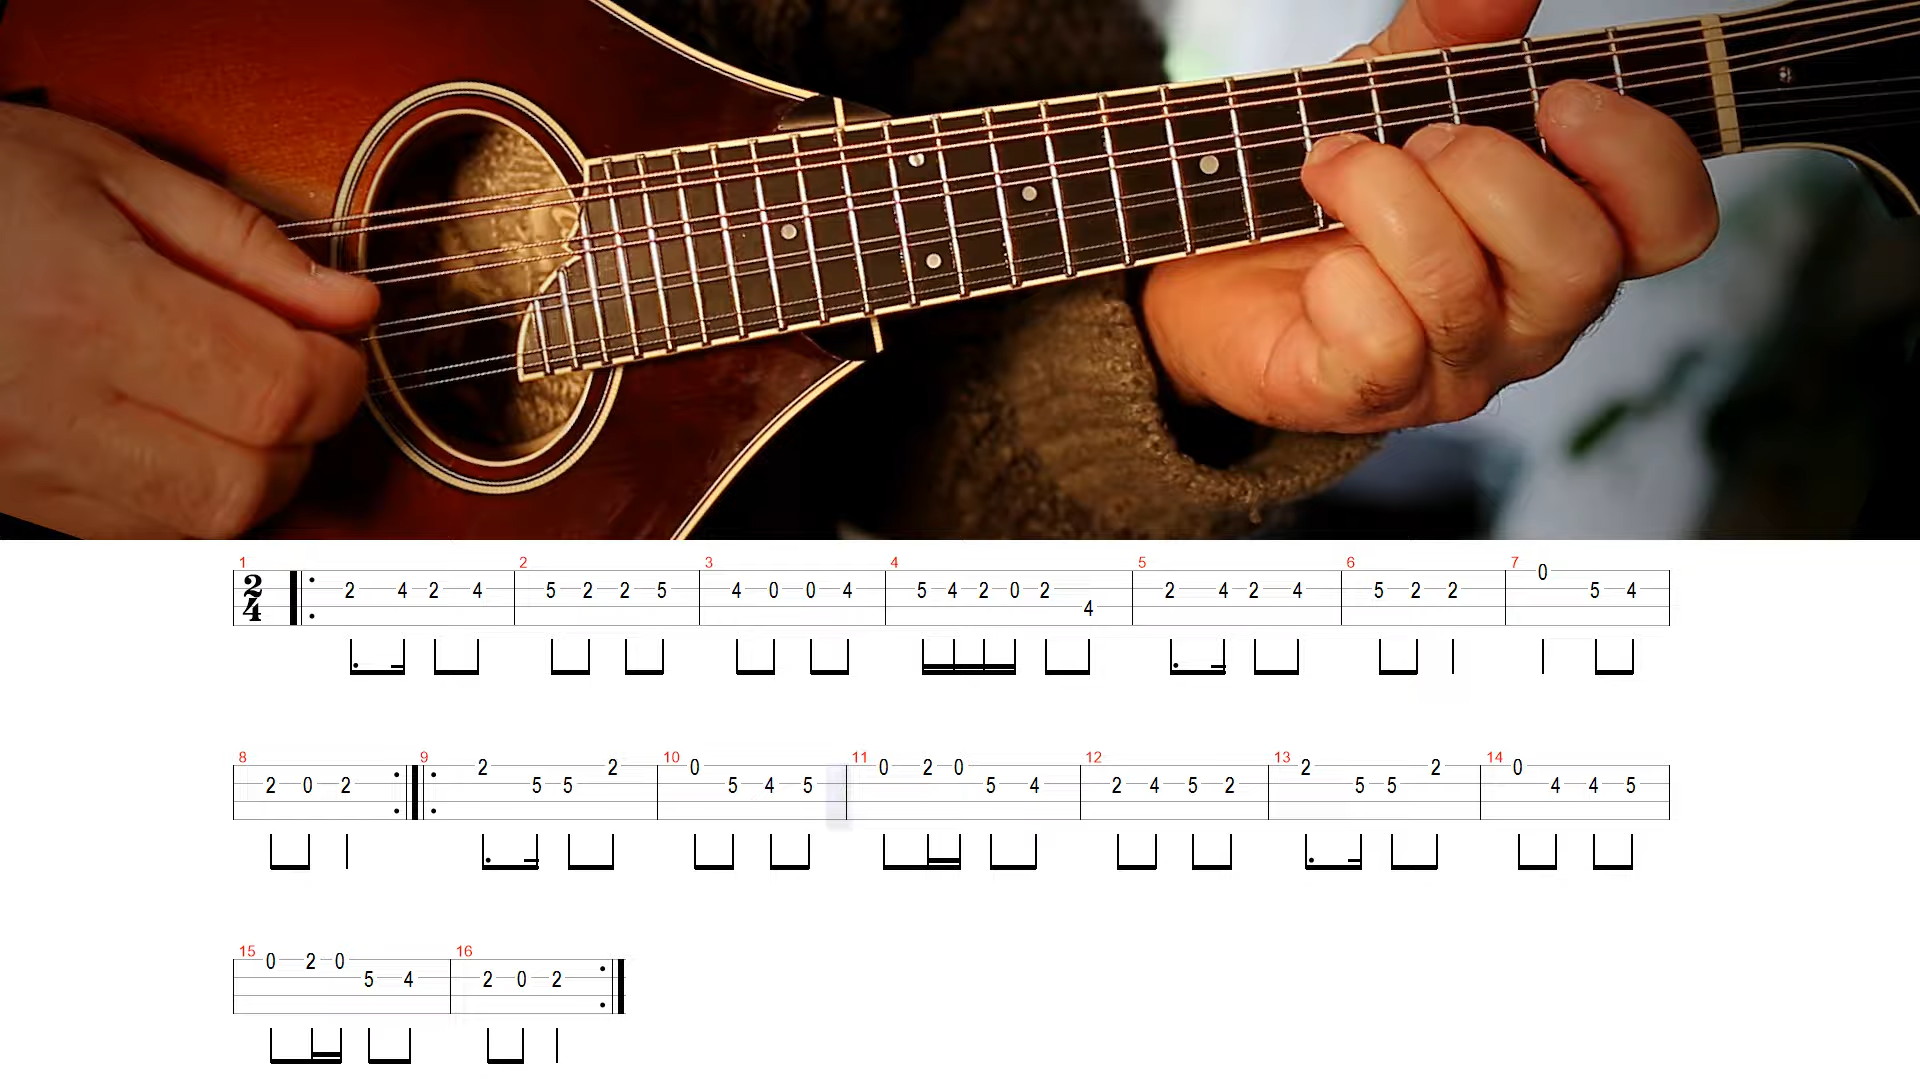 1 2 3 4 5 6 7
0
2 4 2 4 5 2 2 5 4 0 0 4 5 4 2 0 2 2 4 2 4 5 2 2 5 4
4
2
4
8 9 10 11 12 13 14
2 2 0 0 2 0 2 2 0
2 0 2 5 5 5 4 5 5 4 2 4 5 2 5 5 4 4 5
15 16
0 2 0
5 4 2 0 2